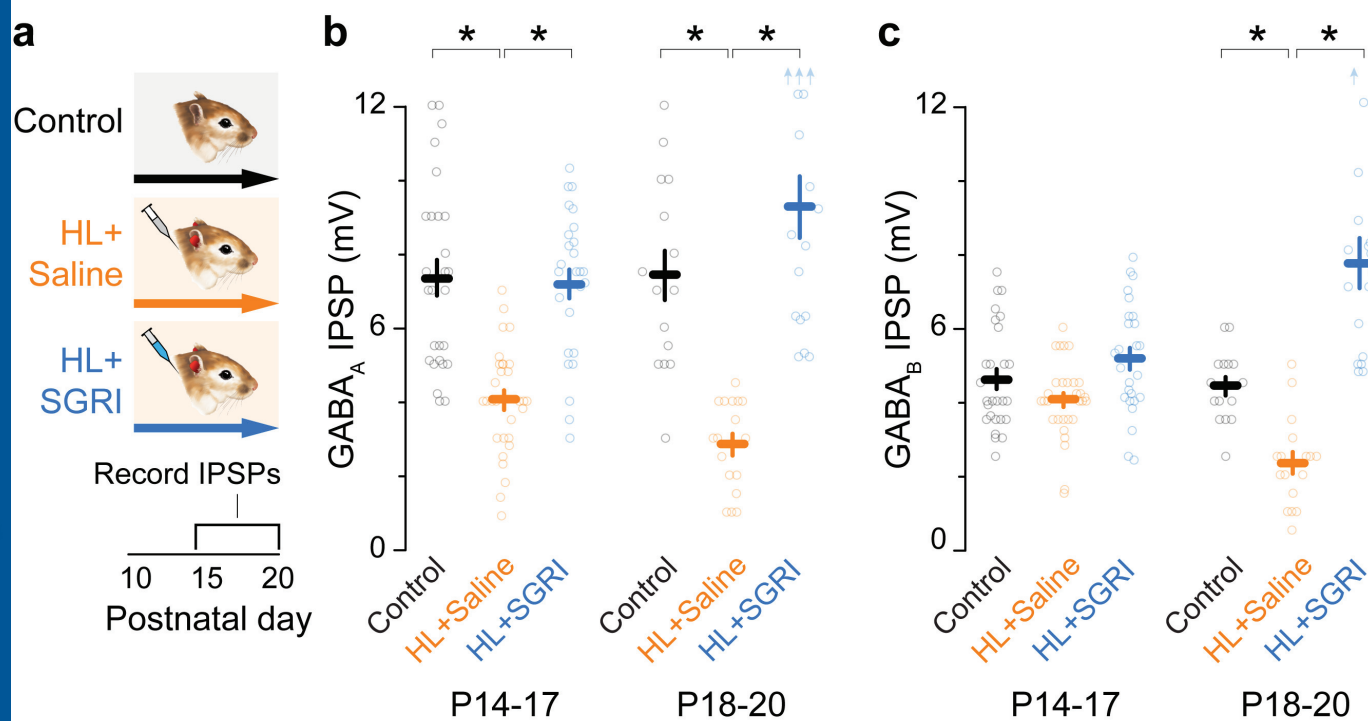 a
Control
HL+
Saline
HL+
SGRI
Record IPSPs
10 15 20
Postnatal day
b
* * * *
GABA_A IPSP (mV)
12
6
0
Control
HL+Saline
HL+SGRI
Control
HL+Saline
HL+SGRI
P14-17 P18-20
c
* *
GABA_B IPSP (mV)
12
6
0
Control
HL+Saline
HL+SGRI
Control
HL+Saline
HL+SGRI
P14-17 P18-20